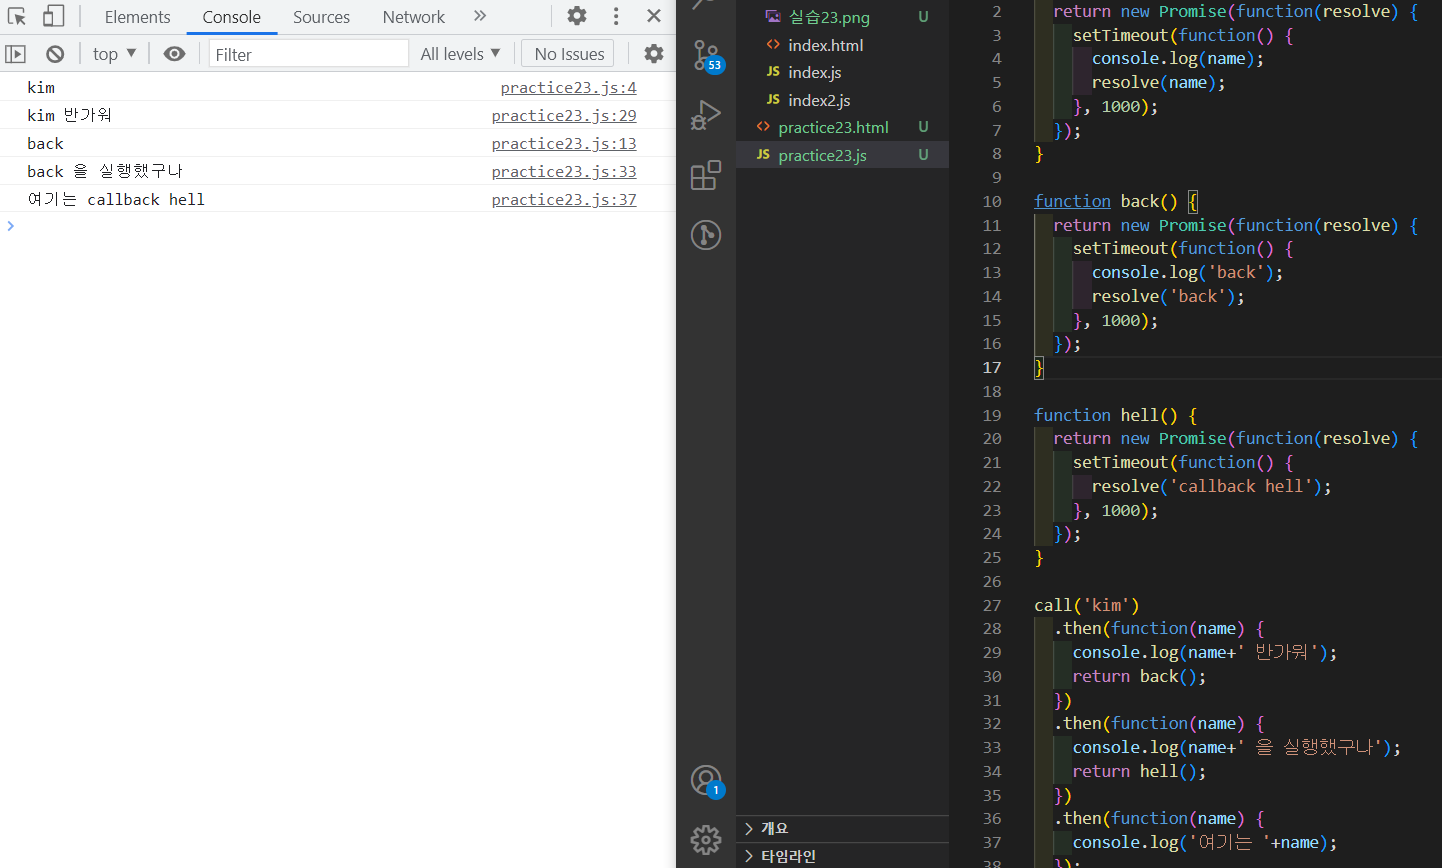 Elements Console Sources Network
top Filter All levels No Issues
kim practice23.js:4
kim 반가워 practice23.js:29
back practice23.js:13
back 을 실행했구나 practice23.js:33
여기는 callback hell practice23.js:37
53
1
실습23.png U
index.html
JS index.js
JS index2.js
practice23.html U
JS practice23.js U
개요
타임라인
2 return new Promise(function(resolve) {
3 setTimeout(function() {
4 console.log(name);
5 resolve(name);
6 }, 1000);
7 });
8 }
9
10 function back() {
11 return new Promise(function(resolve) {
12 setTimeout(function() {
13 console.log('back');
14 resolve('back');
15 }, 1000);
16 });
17 }
18
19 function hell() {
20 return new Promise(function(resolve) {
21 setTimeout(function() {
22 resolve('callback hell');
23 }, 1000);
24 });
25 }
26
27 call('kim')
28 .then(function(name) {
29 console.log(name+' 반가워');
30 return back();
31 })
32 .then(function(name) {
33 console.log(name+' 을 실행했구나');
34 return hell();
35 })
36 .then(function(name) {
37 console.log('여기는 '+name);
38 });